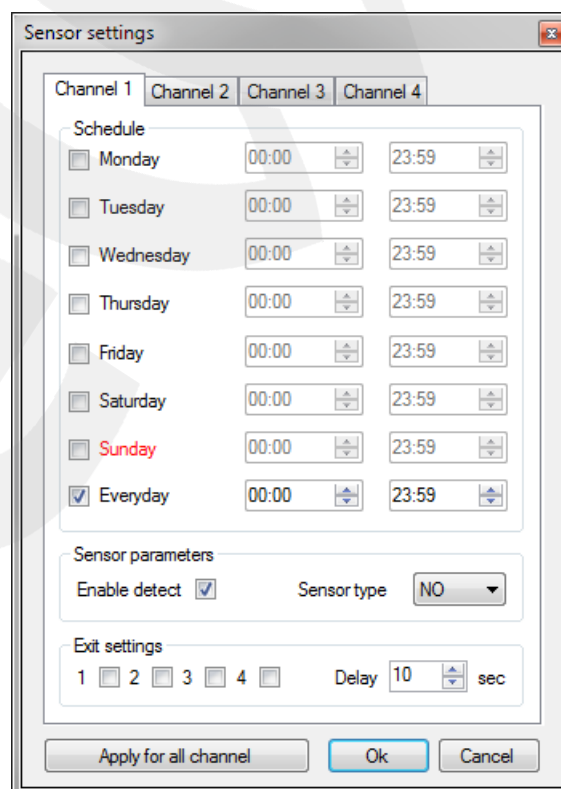 Sensor settings
Channel 1 Channel 2 Channel 3 Channel 4
Schedule
Monday 00:00 23:59
Tuesday 00:00 23:59
Wednesday 00:00 23:59
Thursday 00:00 23:59
Friday 00:00 23:59
Saturday 00:00 23:59
Sunday 00:00 23:59
Everyday 00:00 23:59
Sensor parameters
Enable detect Sensor type NO
Exit settings
1 2 3 4 Delay 10 sec
Apply for all channel Ok Cancel